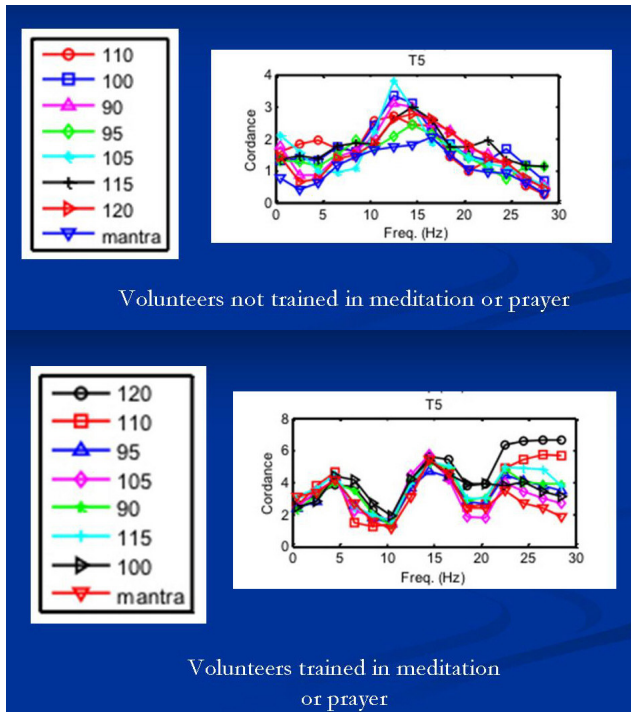 110
100
90
95
105
115
120
mantra
T5
4
3
2
1
0
Cordance
0 5 10 15 20 25 30
Freq. (Hz)
Volunteers not trained in meditation or prayer
120
110
95
105
90
115
100
mantra
T5
8
6
4
2
0
Cordance
0 5 10 15 20 25 30
Freq. (Hz)
Volunteers trained in meditation
or prayer